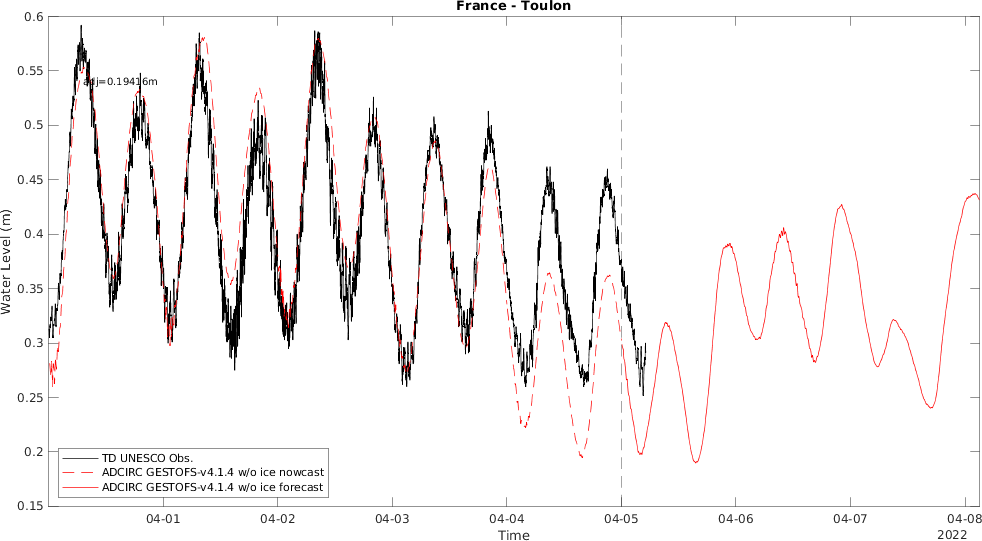 France - Toulon
Water Level (m)
0.6
0.55
0.5
0.45
0.4
0.35
0.3
0.25
0.2
0.15
adj=0.19416m
TD UNESCO Obs.
ADCIRC GESTOFS-v4.1.4 w/o ice nowcast
ADCIRC GESTOFS-v4.1.4 w/o ice forecast
04-01 04-02 04-03 04-04 04-05 04-06 04-07 04-08
Time
2022